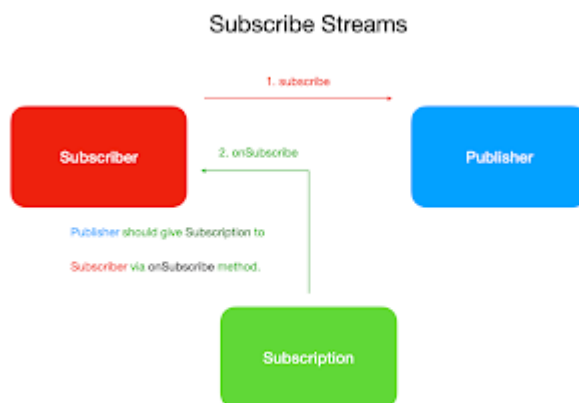 Subscribe Streams
1. subscribe
Subscriber
Publisher
2. onSubscribe
Publisher should give Subscription to
Subscriber via onSubscribe method.
Subscription